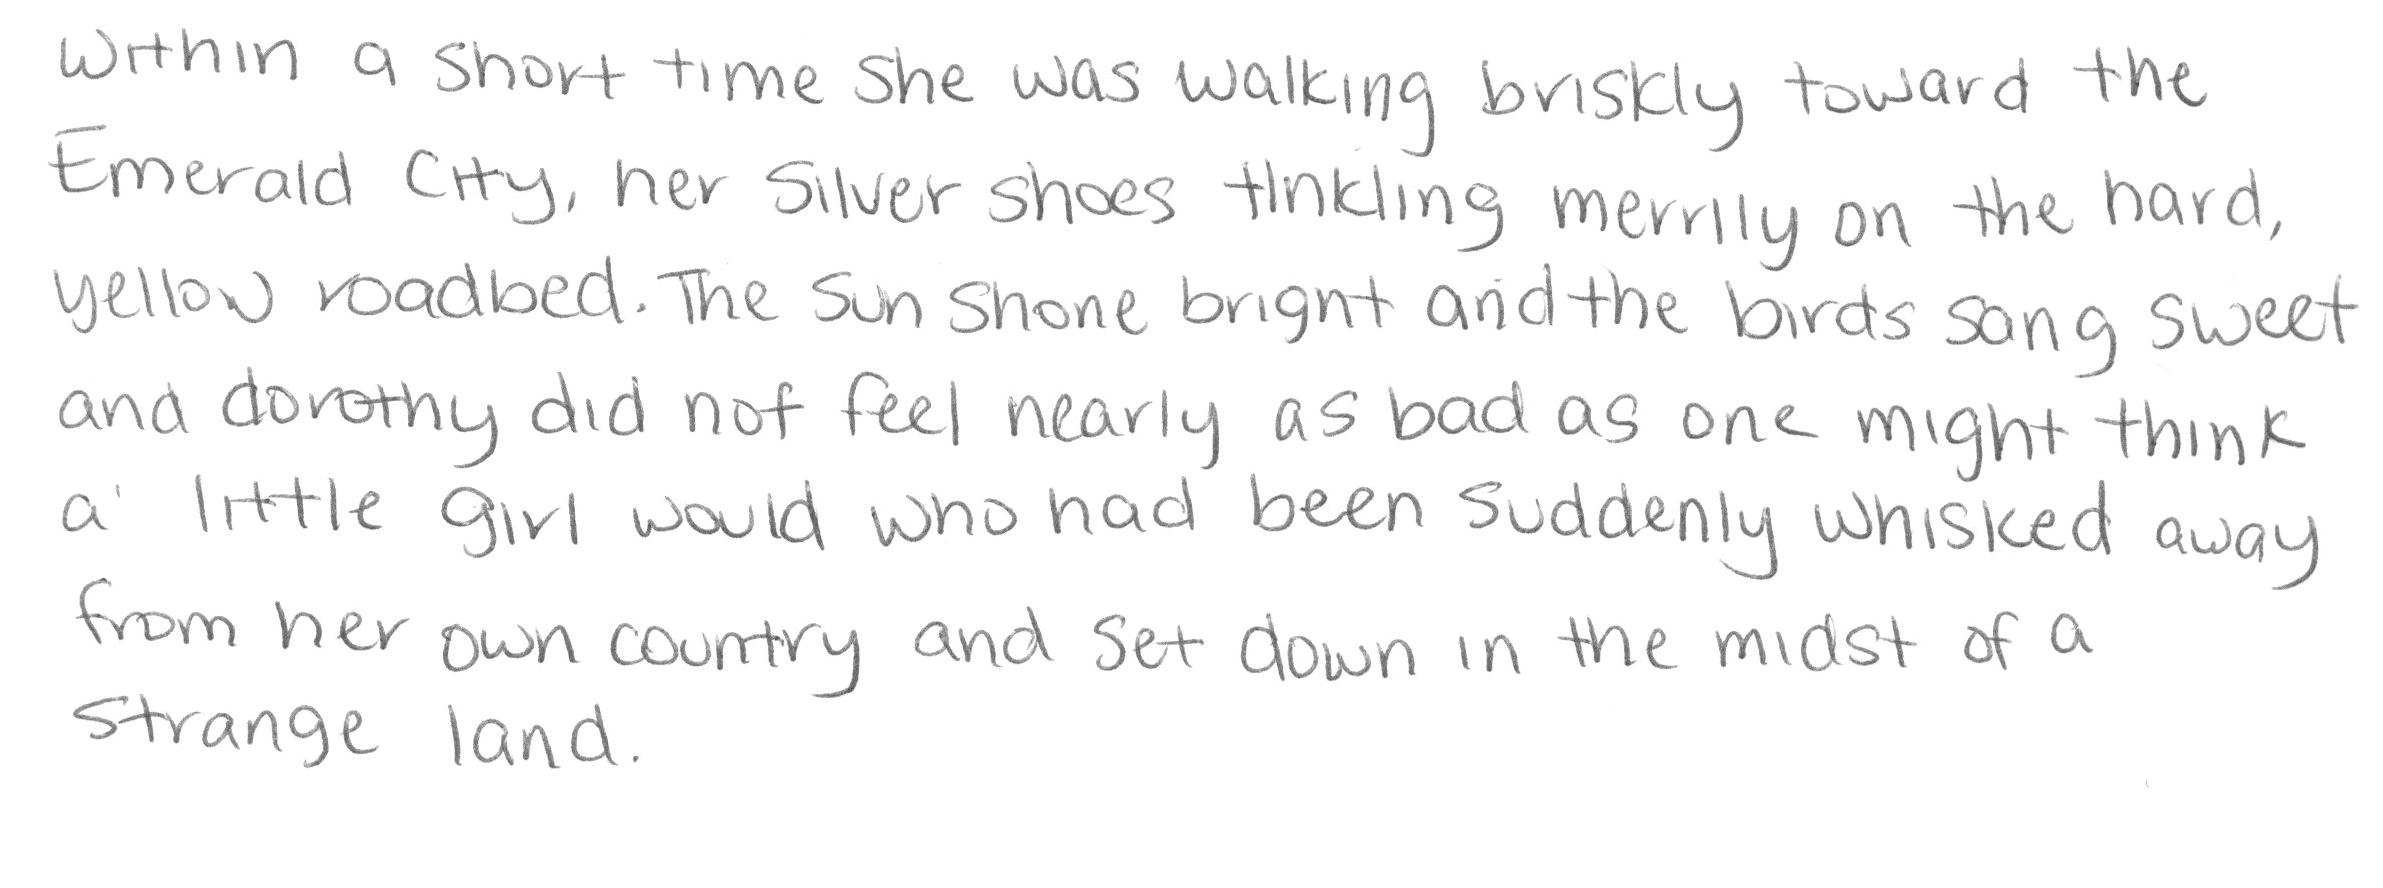 Within a short time she was walking briskly toward the
Emerald City, her Silver shoes tinkling merrily on the hard,
yellow roadbed. The sun shone bright and the birds sang sweet
and dorothy did not feel nearly as bad as one might think
a little girl would who had been suddenly whisked away
from her own country and set down in the midst of a
strange land.